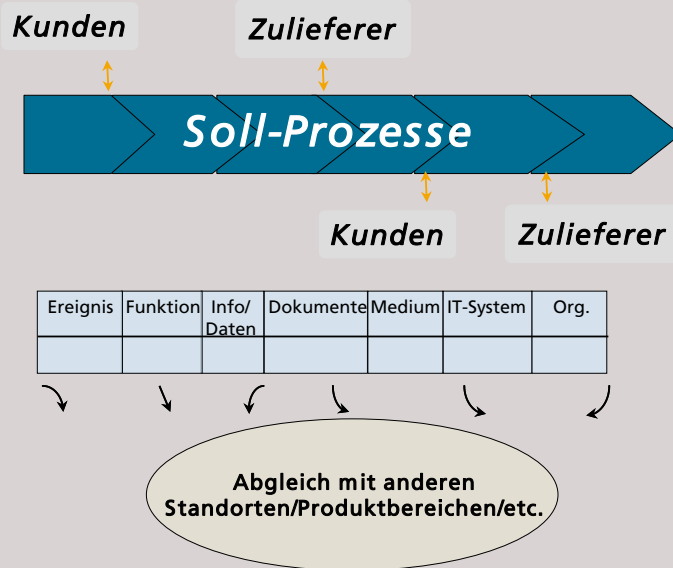 Kunden
Zulieferer
Soll-Prozesse
Kunden
Zulieferer
Ereignis
Funktion
Info/
Daten
Dokumente
Medium
IT-System
Org.
Abgleich mit anderen
Standorten/Produktbereichen/etc.